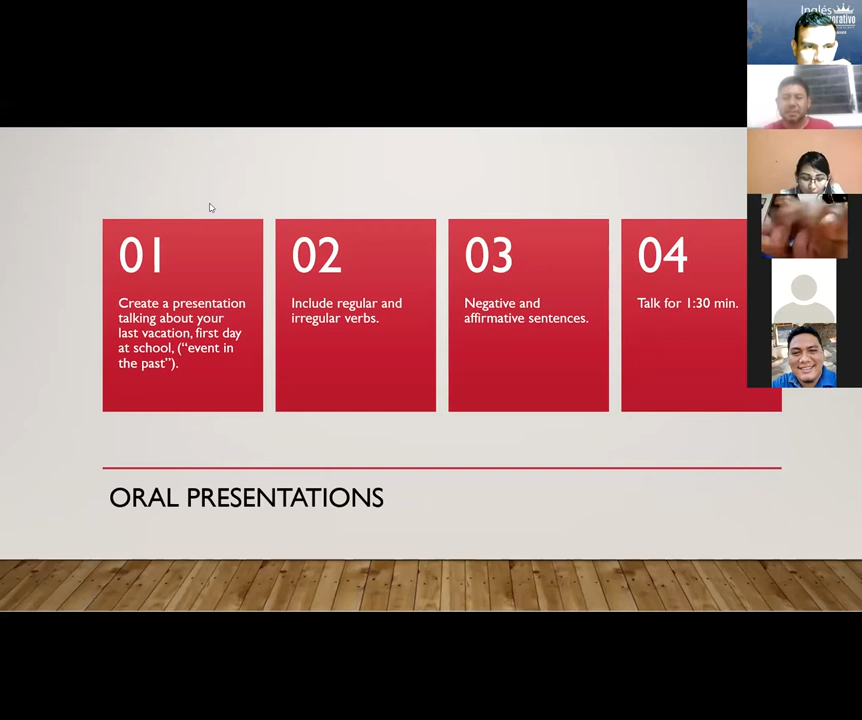 Inglés
01
Create a presentation
talking about your
last vacation, first day
at school, (“event in
the past”).
02
Include regular and
irregular verbs.
03
Negative and
affirmative sentences.
04
Talk for 1:30 min.
ORAL PRESENTATIONS